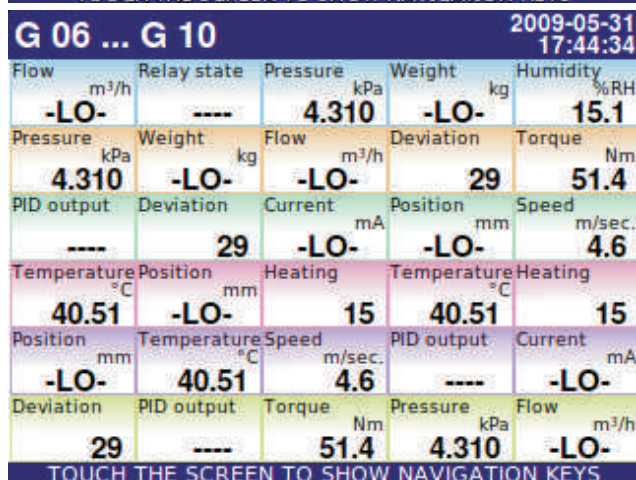 G 06 ... G 10 2009-05-31
17:44:34
Flow Relay state Pressure Weight Humidity
m³/h kPa kg %RH
-LO- ---- 4.310 -LO- 15.1
Pressure Weight Flow Deviation Torque
kPa kg m³/h Nm
4.310 -LO- -LO- 29 51.4
PID output Deviation Current Position Speed
mA mm m/sec.
---- 29 -LO- -LO- 4.6
Temperature Position Heating Temperature Heating
°C mm °C
40.51 -LO- 15 40.51 15
Position Temperature Speed PID output Current
mm °C m/sec. mA
-LO- 40.51 4.6 ---- -LO-
Deviation PID output Torque Pressure Flow
Nm kPa m³/h
29 ---- 51.4 4.310 -LO-
TOUCH THE SCREEN TO SHOW NAVIGATION KEYS